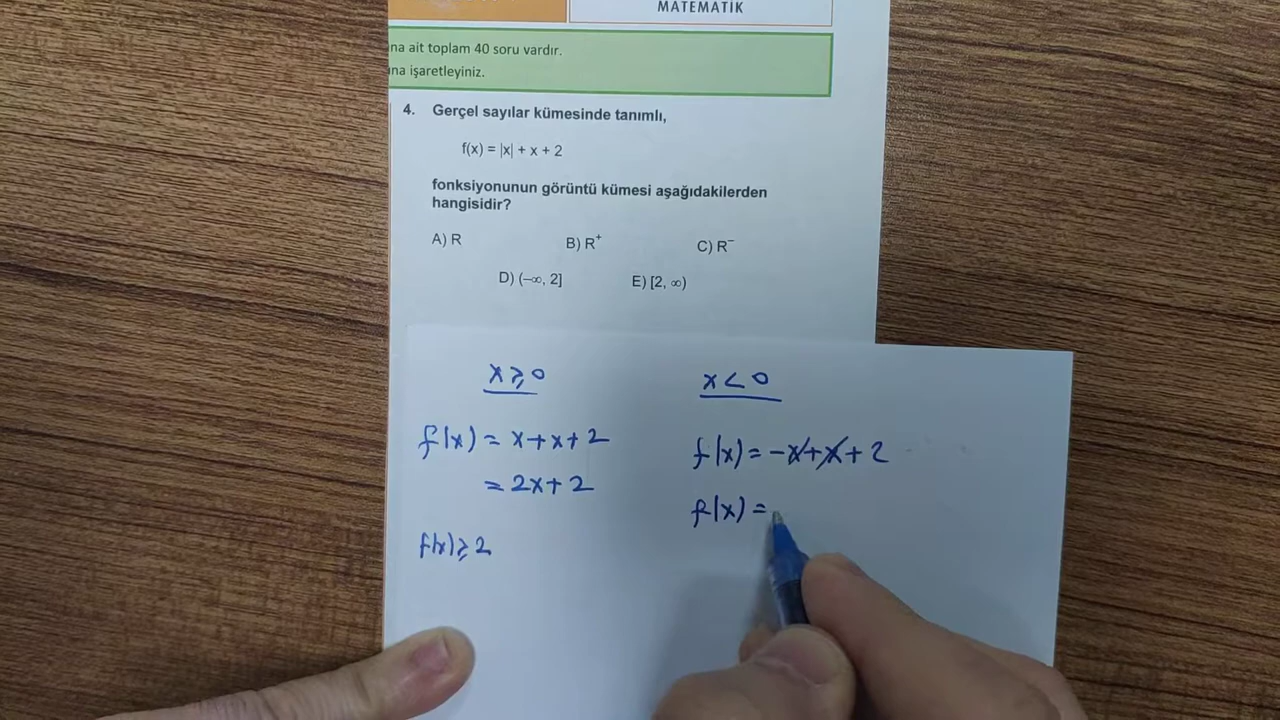 MATEMATİK
na ait toplam 40 soru vardır.
ına işaretleyiniz.
4. Gerçel sayılar kümesinde tanımlı,
f(x) = |x| + x + 2
fonksiyonunun görüntü kümesi aşağıdakilerden
hangisidir?
A) R B) R⁺ C) R⁻
D) (–∞, 2] E) [2, ∞)
x ≥ 0
f(x) = x + x + 2
= 2x + 2
f(x) ≥ 2
x < 0
f(x) = -x + x + 2
f(x) =